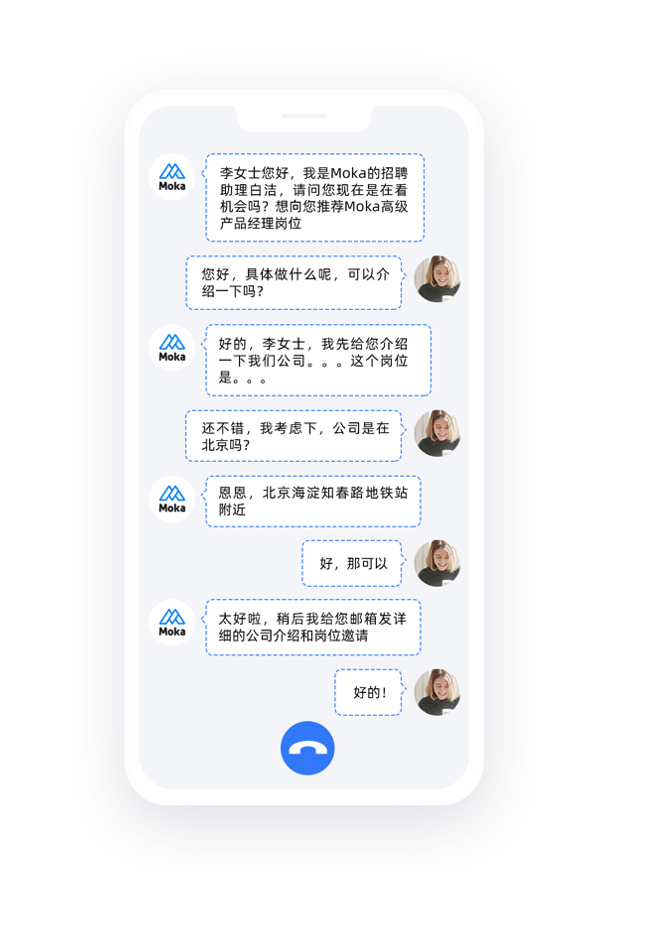 Moka
李女士您好，我是Moka的招聘
助理白洁，请问您现在是在看
机会吗？想向您推荐Moka高级
产品经理岗位
您好，具体做什么呢，可以介
绍一下吗？
Moka
好的，李女士，我先给您介绍
一下我们公司。。。这个岗位
是。。。
还不错，我考虑下，公司是在
北京吗？
Moka
恩恩，北京海淀知春路地铁站
附近
好，那可以
Moka
太好啦，稍后我给您邮箱发详
细的公司介绍和岗位邀请
好的！